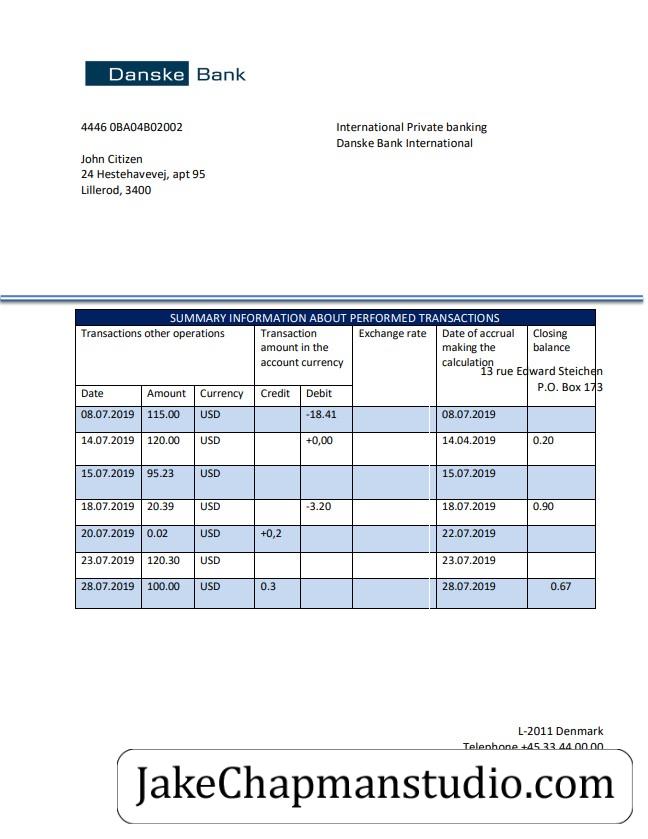 Danske Bank
4446 0BA04B02002
International Private banking
Danske Bank International
John Citizen
24 Hestehavevej, apt 95
Lillerod, 3400
SUMMARY INFORMATION ABOUT PERFORMED TRANSACTIONS
Transactions other operations
Transaction
amount in the
account currency
Exchange rate
Date of accrual
making the
calculation
Closing
balance
13 rue Edward Steichen
P.O. Box 173
Date Amount Currency Credit Debit
08.07.2019 115.00 USD -18.41 08.07.2019
14.07.2019 120.00 USD +0,00 14.04.2019 0.20
15.07.2019 95.23 USD 15.07.2019
18.07.2019 20.39 USD -3.20 18.07.2019 0.90
20.07.2019 0.02 USD +0,2 22.07.2019
23.07.2019 120.30 USD 23.07.2019
28.07.2019 100.00 USD 0.3 28.07.2019 0.67
L-2011 Denmark
Telephone +45 33 44 00 00
JakeChapmanstudio.com